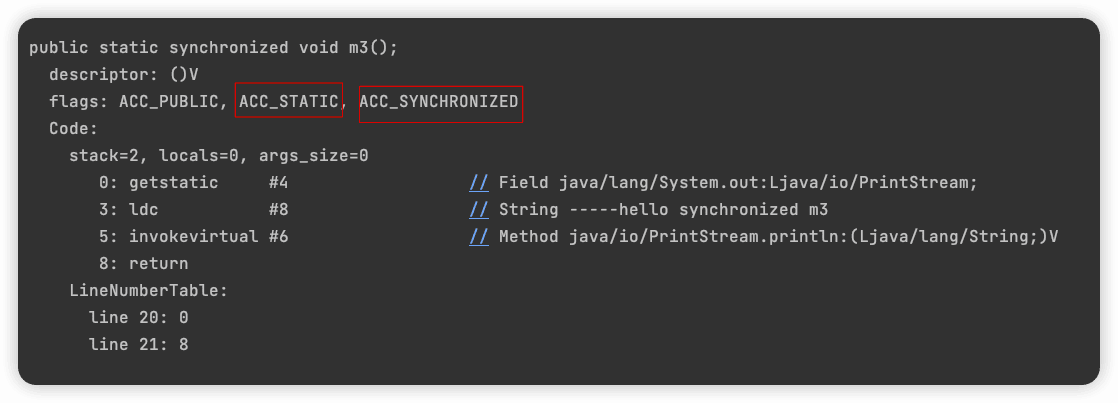 public static synchronized void m3();
descriptor: ()V
flags: ACC_PUBLIC, ACC_STATIC, ACC_SYNCHRONIZED
Code:
stack=2, locals=0, args_size=0
0: getstatic #4 // Field java/lang/System.out:Ljava/io/PrintStream;
3: ldc #8 // String -----hello synchronized m3
5: invokevirtual #6 // Method java/io/PrintStream.println:(Ljava/lang/String;)V
8: return
LineNumberTable:
line 20: 0
line 21: 8